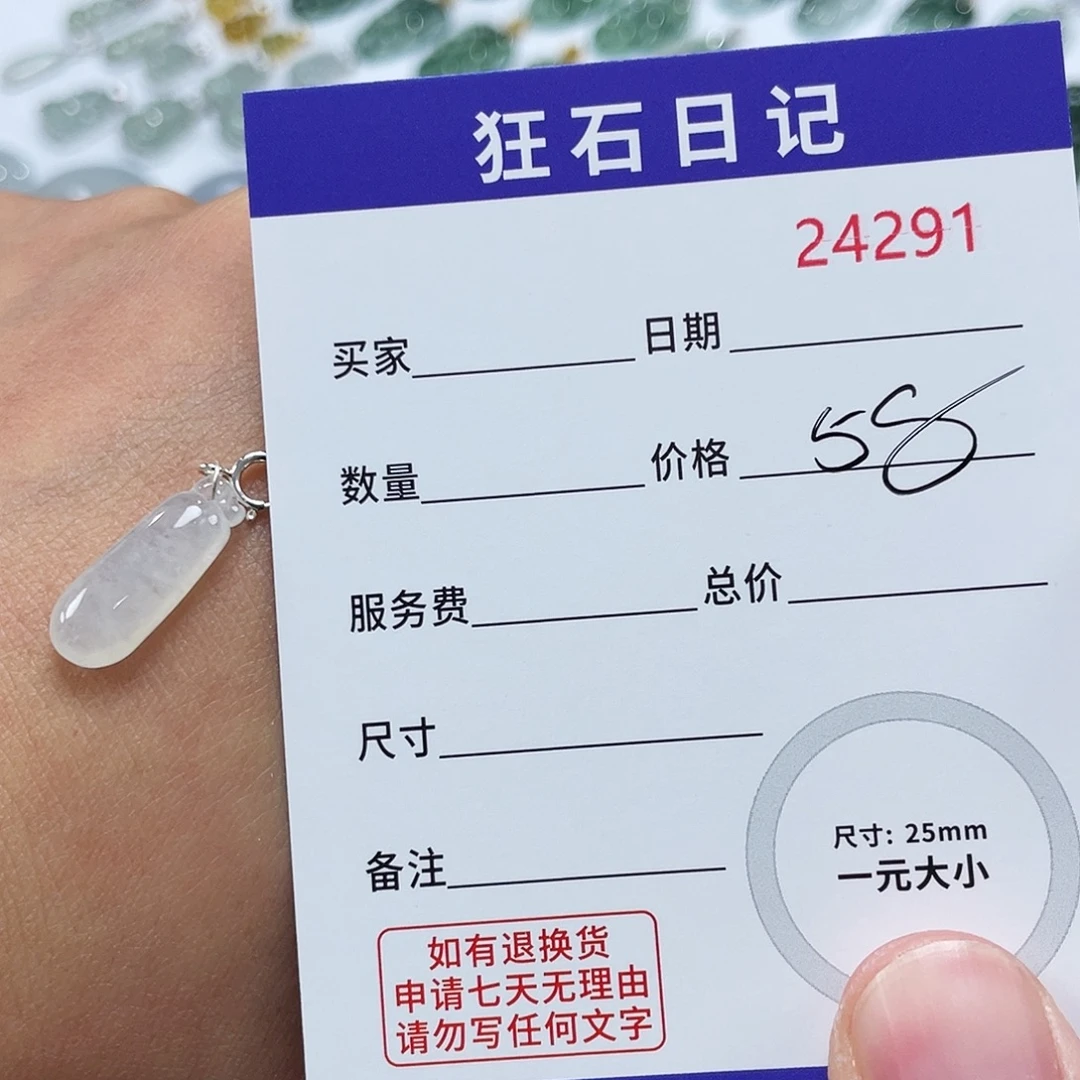 狂石日记
24291
买家 日期
数量 价格 58
服务费 总价
尺寸
备注
尺寸: 25mm
一元大小
如有退换货
申请七天无理由
请勿写任何文字